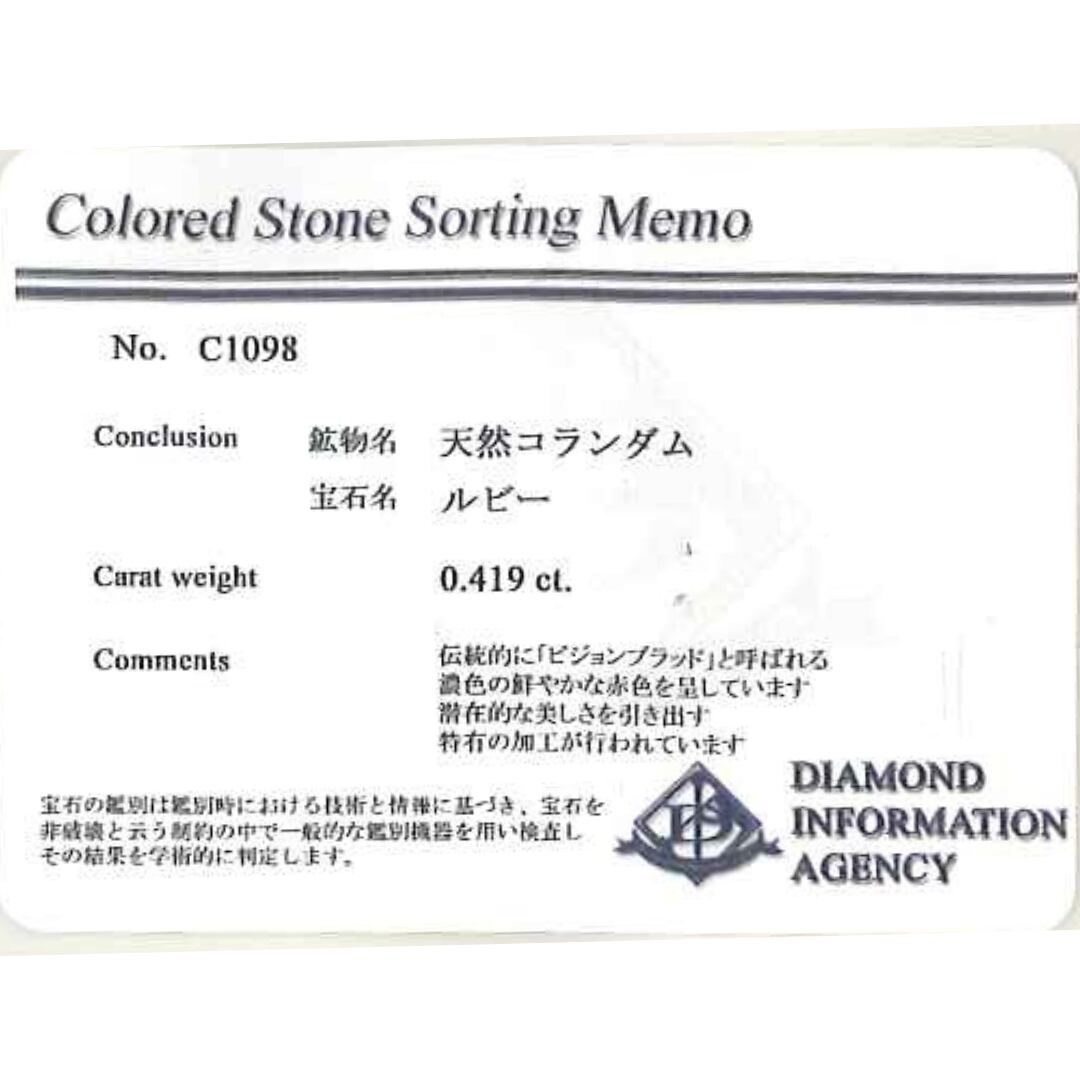 Colored Stone Sorting Memo
No. C1098
Conclusion 鉱物名 天然コランダム
宝石名 ルビー
Carat weight 0.419 ct.
Comments 伝統的に「ピジョンブラッド」と呼ばれる
濃色の鮮やかな赤色を呈しています
潜在的な美しさを引き出す
特有の加工が行われています
宝石の鑑別は鑑別時における技術と情報に基づき、宝石を
非破壊と云う制約の中で一般的な鑑別機器を用い検査し
その結果を学術的に判定します。
DIAMOND
INFORMATION
AGENCY